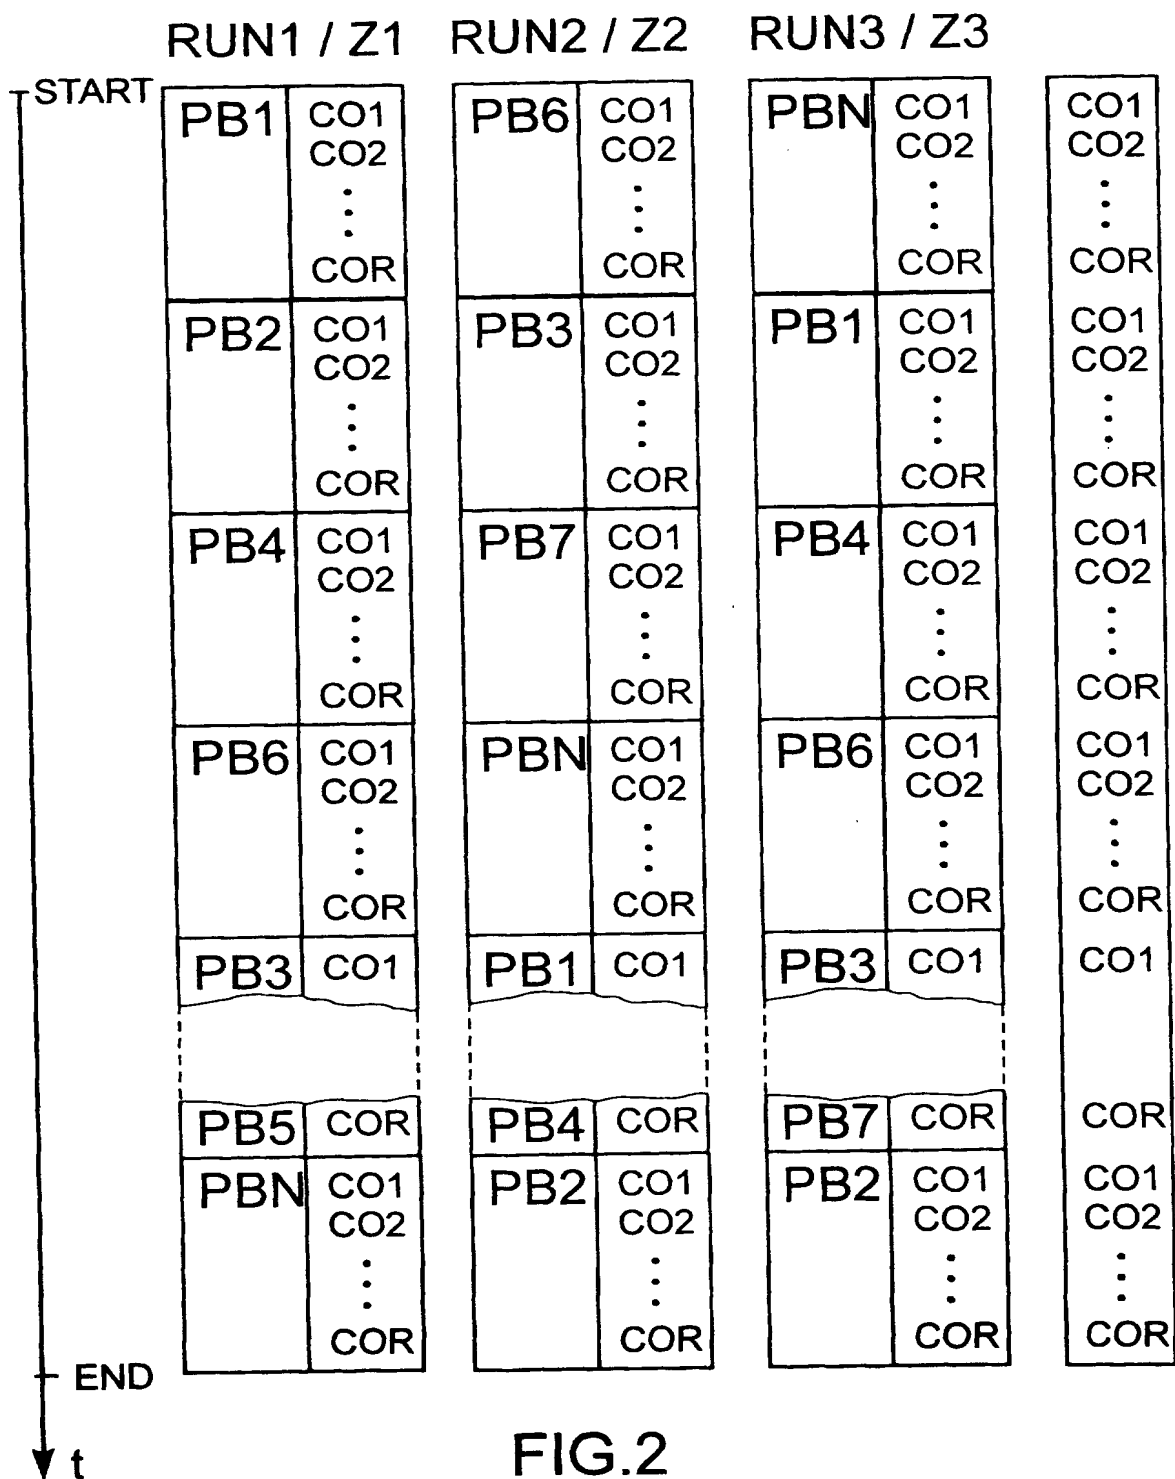 RUN1 / Z1 RUN2 / Z2 RUN3 / Z3
START PB1 CO1 PB6 CO1 PBN CO1 CO1
CO2 CO2 CO2 CO2
COR COR COR COR
PB2 CO1 PB3 CO1 PB1 CO1 CO1
CO2 CO2 CO2 CO2
COR COR COR COR
PB4 CO1 PB7 CO1 PB4 CO1 CO1
CO2 CO2 CO2 CO2
COR COR COR COR
PB6 CO1 PBN CO1 PB6 CO1 CO1
CO2 CO2 CO2 CO2
COR COR COR COR
PB3 CO1 PB1 CO1 PB3 CO1 CO1
PB5 COR PB4 COR PB7 COR COR
PBN CO1 PB2 CO1 PB2 CO1 CO1
CO2 CO2 CO2 CO2
COR COR COR COR
END
t
FIG.2